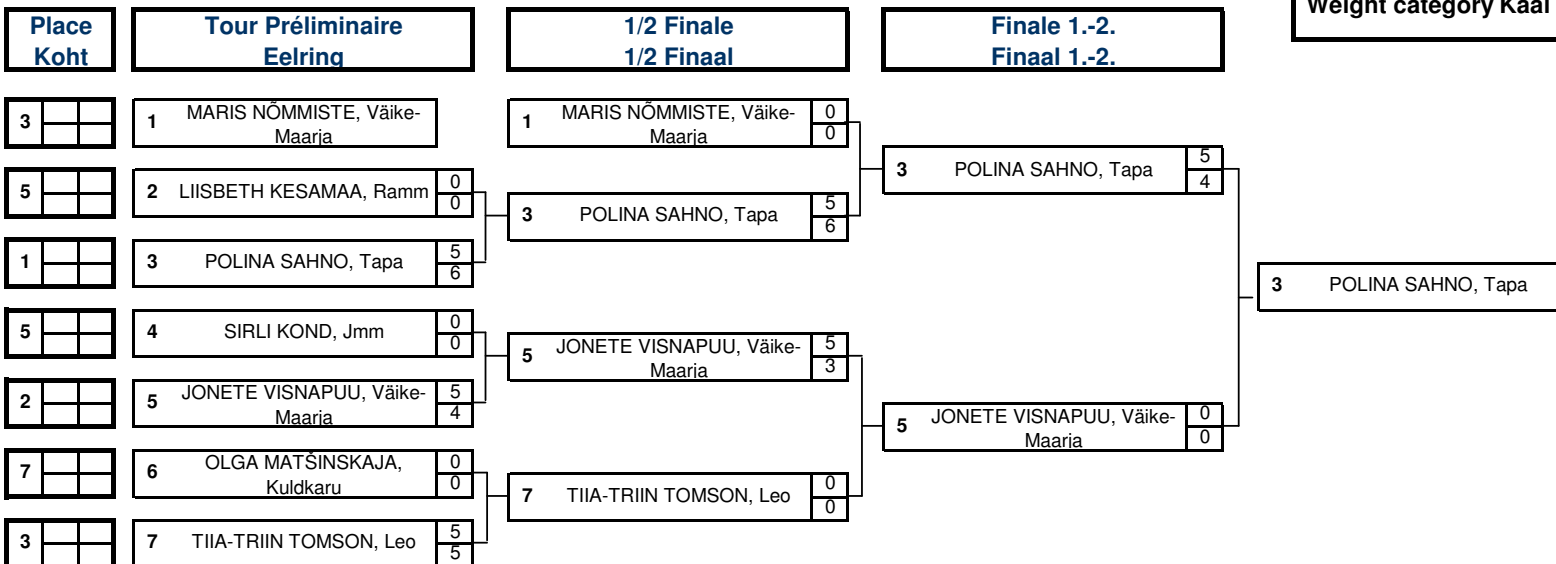 Weight category Kaal
Place
Koht
Tour Préliminaire
Eelring
1/2 Finale
1/2 Finaal
Finale 1.-2.
Finaal 1.-2.
3
1
MARIS NÕMMISTE, Väike-
Maarja
1
MARIS NÕMMISTE, Väike-
Maarja
0
0
3
POLINA SAHNO, Tapa
5
4
5
2
LIISBETH KESAMAA, Ramm
0
0
3
POLINA SAHNO, Tapa
5
6
1
3
POLINA SAHNO, Tapa
5
6
3
POLINA SAHNO, Tapa
5
4
SIRLI KOND, Jmm
0
0
5
JONETE VISNAPUU, Väike-
Maarja
5
3
2
5
JONETE VISNAPUU, Väike-
Maarja
5
4
5
JONETE VISNAPUU, Väike-
Maarja
0
0
7
6
OLGA MATŠINSKAJA,
Kuldkaru
0
0
7
TIIA-TRIIN TOMSON, Leo
0
0
3
7
TIIA-TRIIN TOMSON, Leo
5
5